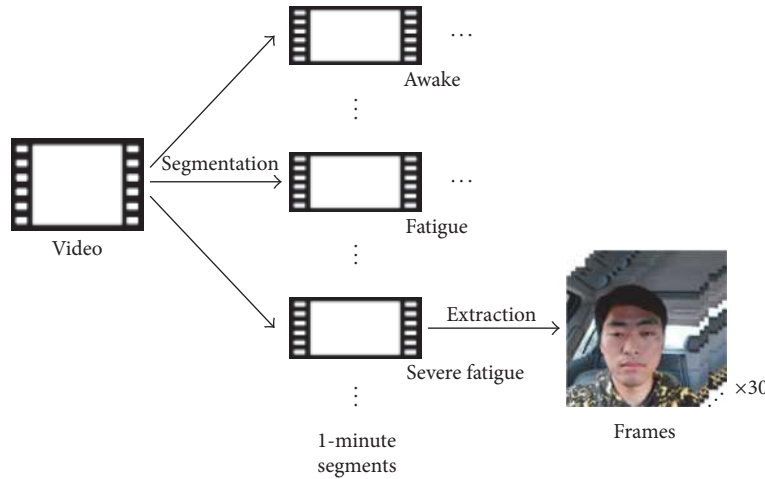 ...
Awake
Segmentation
...
Video
Fatigue
Extraction
Severe fatigue
×30
Frames
1-minute
segments